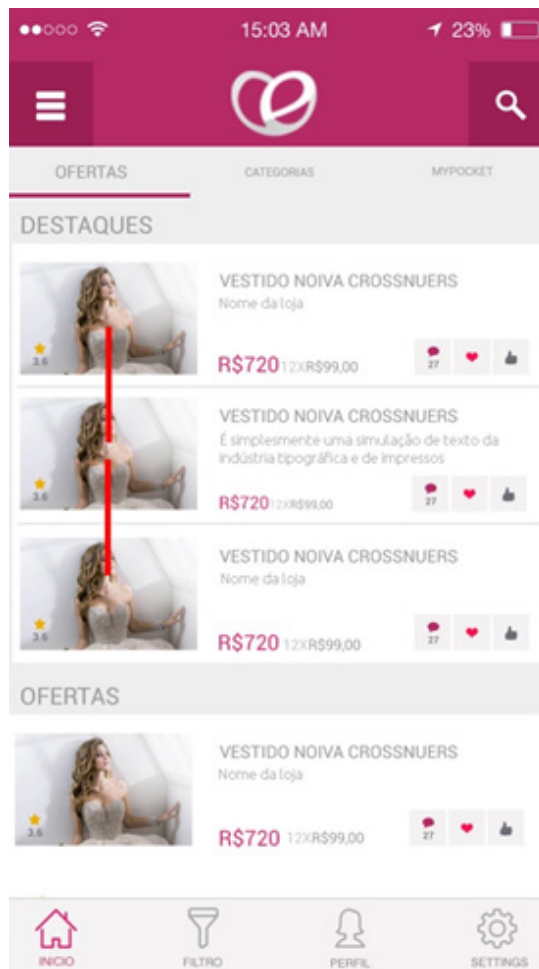 15:03 AM
23%
OFERTAS
CATEGORIAS
MYPOCKET
DESTAQUES
VESTIDO NOIVA CROSSNUERS
Nome da loja
3.6
R$720 12XR$99,00
27
VESTIDO NOIVA CROSSNUERS
É simplesmente uma simulação de texto da
indústria tipográfica e de impressos
3.6
R$720 12XR$99,00
27
VESTIDO NOIVA CROSSNUERS
Nome da loja
3.6
R$720 12XR$99,00
27
OFERTAS
VESTIDO NOIVA CROSSNUERS
Nome da loja
3.6
R$720 12XR$99,00
27
INICIO
FILTRO
PERFIL
SETTINGS